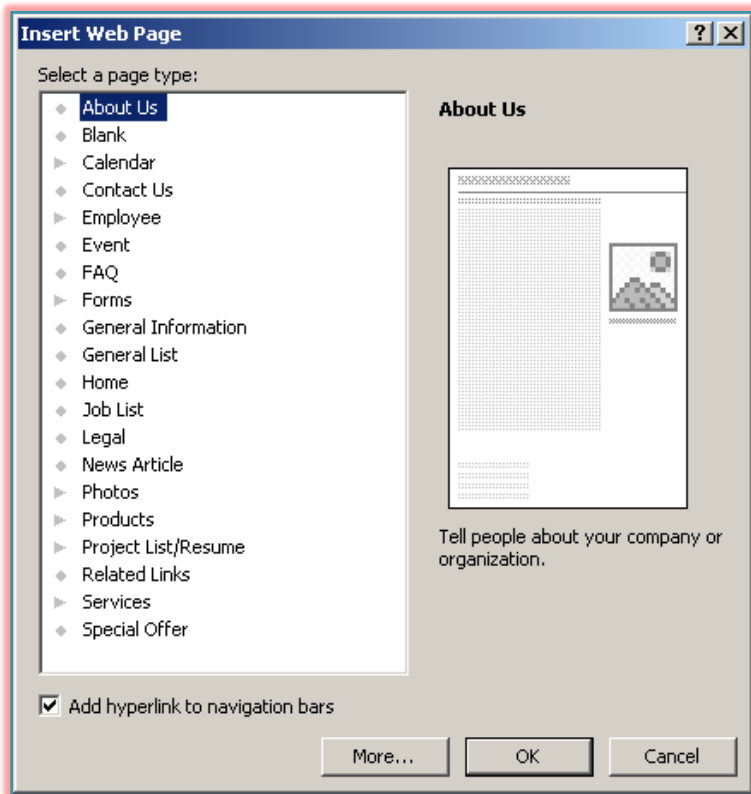 Insert Web Page
Select a page type:
About Us
Blank
Calendar
Contact Us
Employee
Event
FAQ
Forms
General Information
General List
Home
Job List
Legal
News Article
Photos
Products
Project List/Resume
Related Links
Services
Special Offer
About Us
Tell people about your company or
organization.
Add hyperlink to navigation bars
More...
OK
Cancel